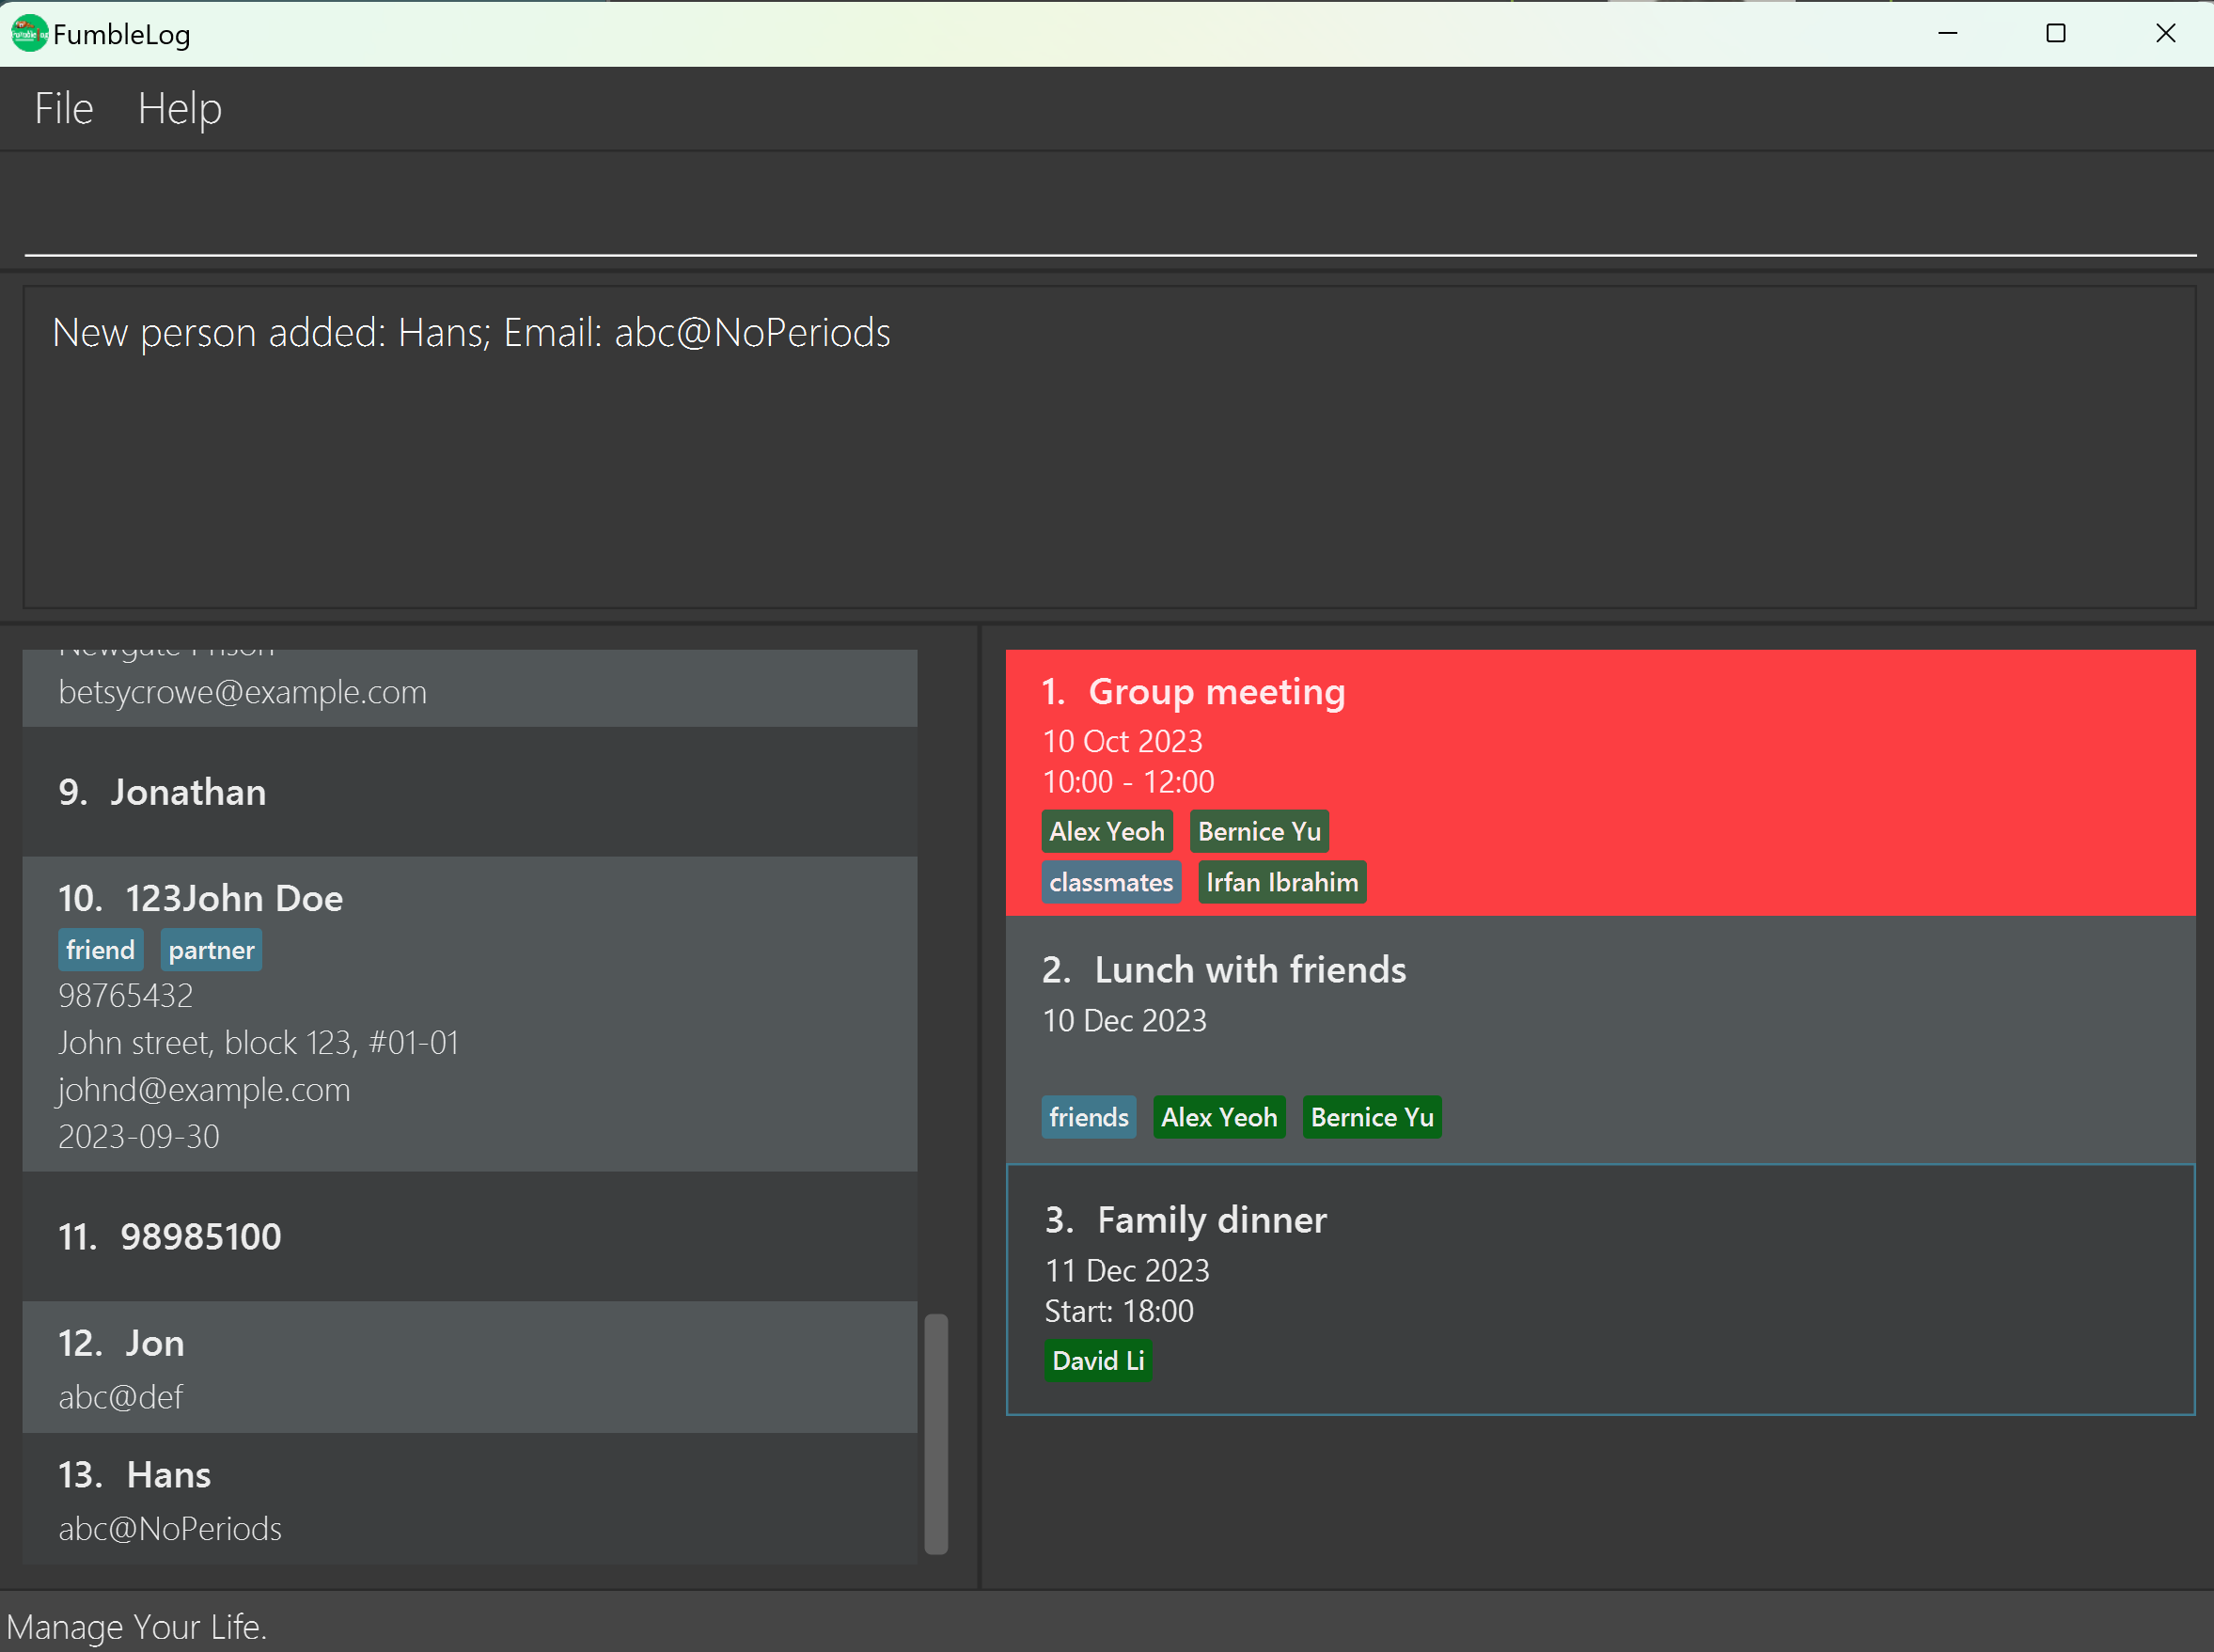 FumbleLog
File Help
New person added: Hans; Email: abc@NoPeriods
betsycrowe@example.com
9. Jonathan
10. 123John Doe
friend partner
98765432
John street, block 123, #01-01
johnd@example.com
2023-09-30
11. 98985100
12. Jon
abc@def
13. Hans
abc@NoPeriods
1. Group meeting
10 Oct 2023
10:00 - 12:00
Alex Yeoh Bernice Yu
classmates Irfan Ibrahim
2. Lunch with friends
10 Dec 2023
friends Alex Yeoh Bernice Yu
3. Family dinner
11 Dec 2023
Start: 18:00
David Li
Manage Your Life.